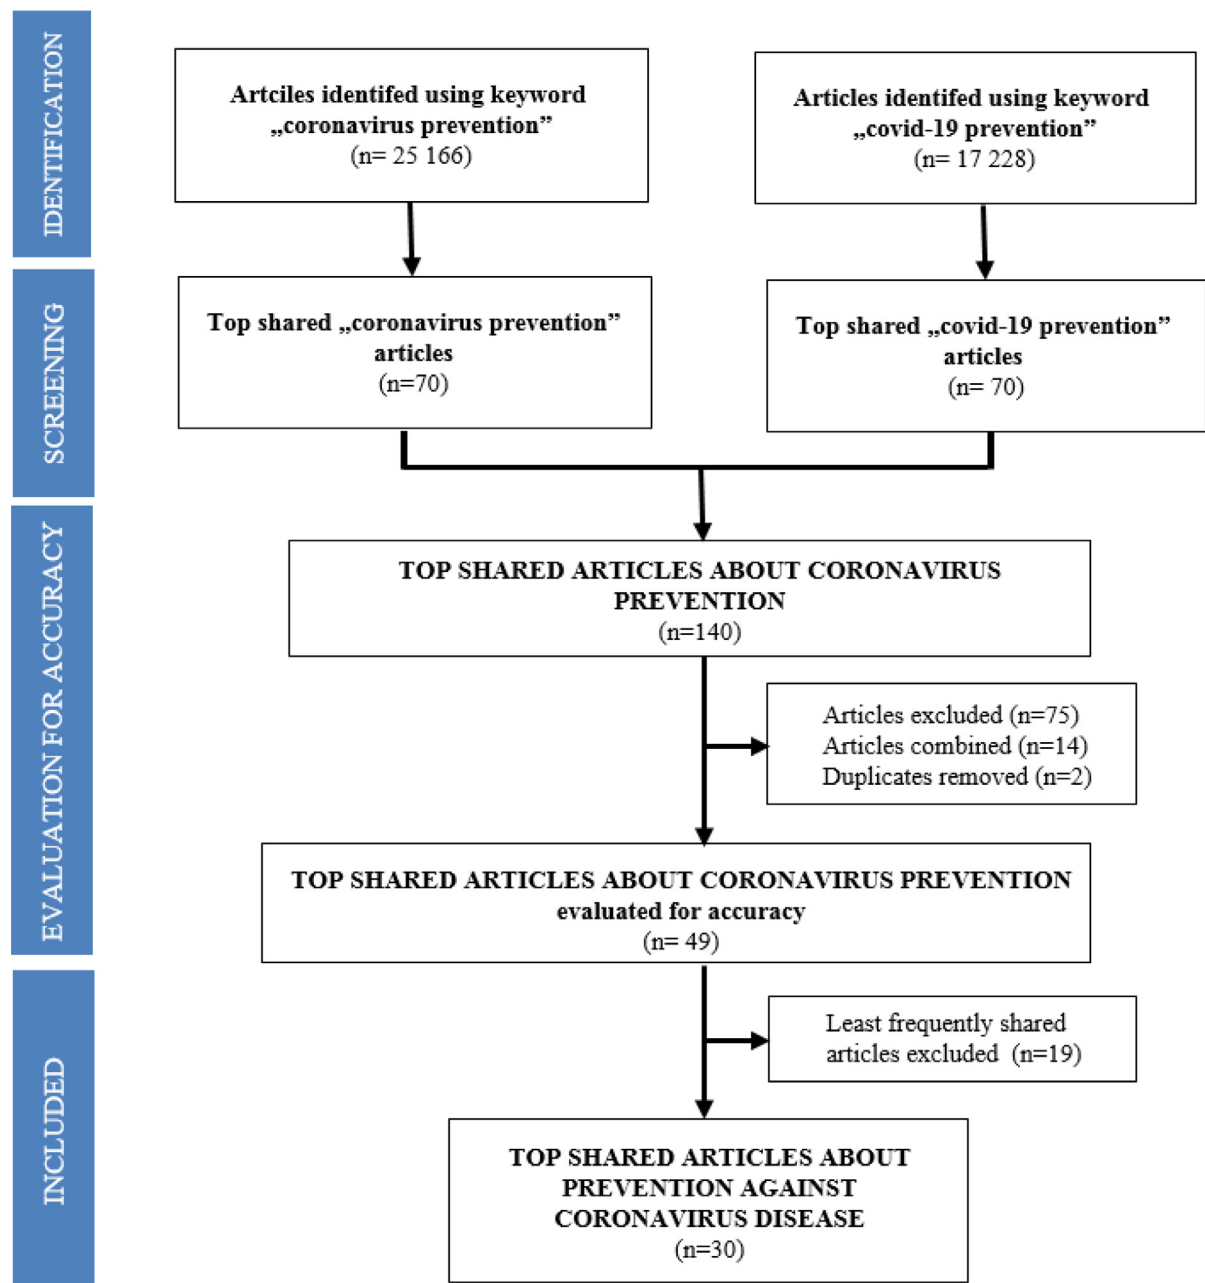 IDENTIFICATION
Artciles identifed using keyword
„coronavirus prevention”
(n= 25 166)
Articles identifed using keyword
„covid-19 prevention”
(n= 17 228)
SCREENING
Top shared „coronavirus prevention”
articles
(n=70)
Top shared „covid-19 prevention”
articles
(n= 70)
EVALUATION FOR ACCURACY
TOP SHARED ARTICLES ABOUT CORONAVIRUS
PREVENTION
(n=140)
Articles excluded (n=75)
Articles combined (n=14)
Duplicates removed (n=2)
TOP SHARED ARTICLES ABOUT CORONAVIRUS PREVENTION
evaluated for accuracy
(n= 49)
INCLUDED
Least frequently shared
articles excluded (n=19)
TOP SHARED ARTICLES ABOUT
PREVENTION AGAINST
CORONAVIRUS DISEASE
(n=30)